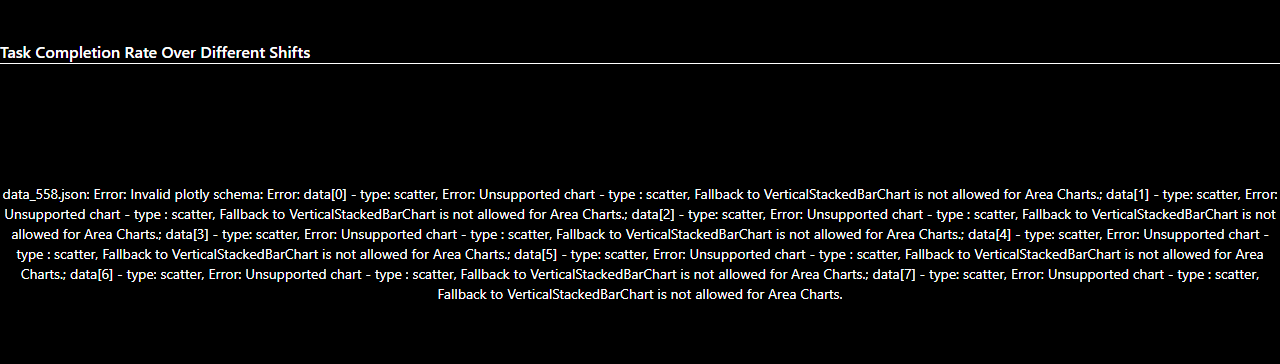 Task Completion Rate Over Different Shifts
data_558.json: Error: Invalid plotly schema: Error: data[0] - type: scatter, Error: Unsupported chart - type : scatter, Fallback to VerticalStackedBarChart is not allowed for Area Charts.; data[1] - type: scatter, Error:
Unsupported chart - type : scatter, Fallback to VerticalStackedBarChart is not allowed for Area Charts.; data[2] - type: scatter, Error: Unsupported chart - type : scatter, Fallback to VerticalStackedBarChart is not
allowed for Area Charts.; data[3] - type: scatter, Error: Unsupported chart - type : scatter, Fallback to VerticalStackedBarChart is not allowed for Area Charts.; data[4] - type: scatter, Error: Unsupported chart -
type : scatter, Fallback to VerticalStackedBarChart is not allowed for Area Charts.; data[5] - type: scatter, Error: Unsupported chart - type : scatter, Fallback to VerticalStackedBarChart is not allowed for Area
Charts.; data[6] - type: scatter, Error: Unsupported chart - type : scatter, Fallback to VerticalStackedBarChart is not allowed for Area Charts.; data[7] - type: scatter, Error: Unsupported chart - type : scatter,
Fallback to VerticalStackedBarChart is not allowed for Area Charts.